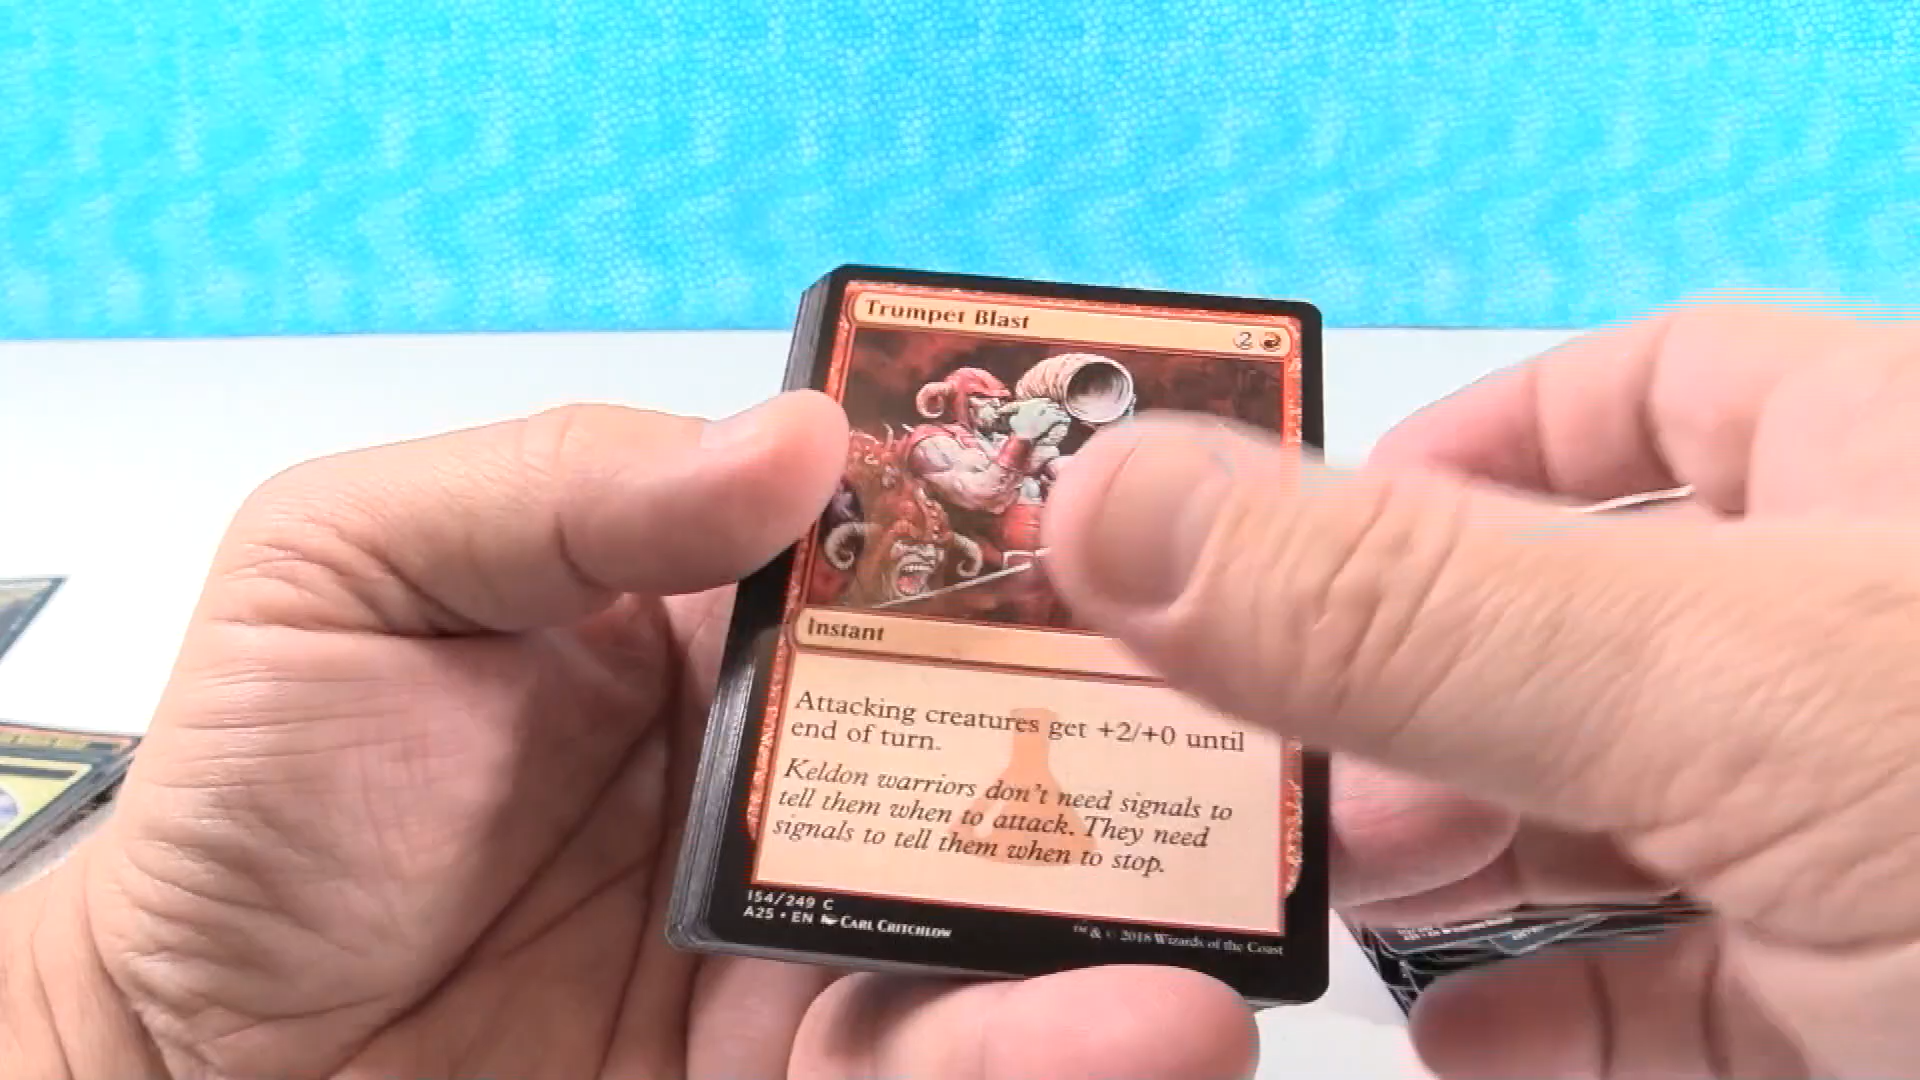 Trumpet Blast 2
Instant
Attacking creatures get +2/+0 until
end of turn.
Keldon warriors don't need signals to
tell them when to attack. They need
signals to tell them when to stop.
154/249 C
A25 • EN Carl Critchlow
™ & © 2018 Wizards of the Coast